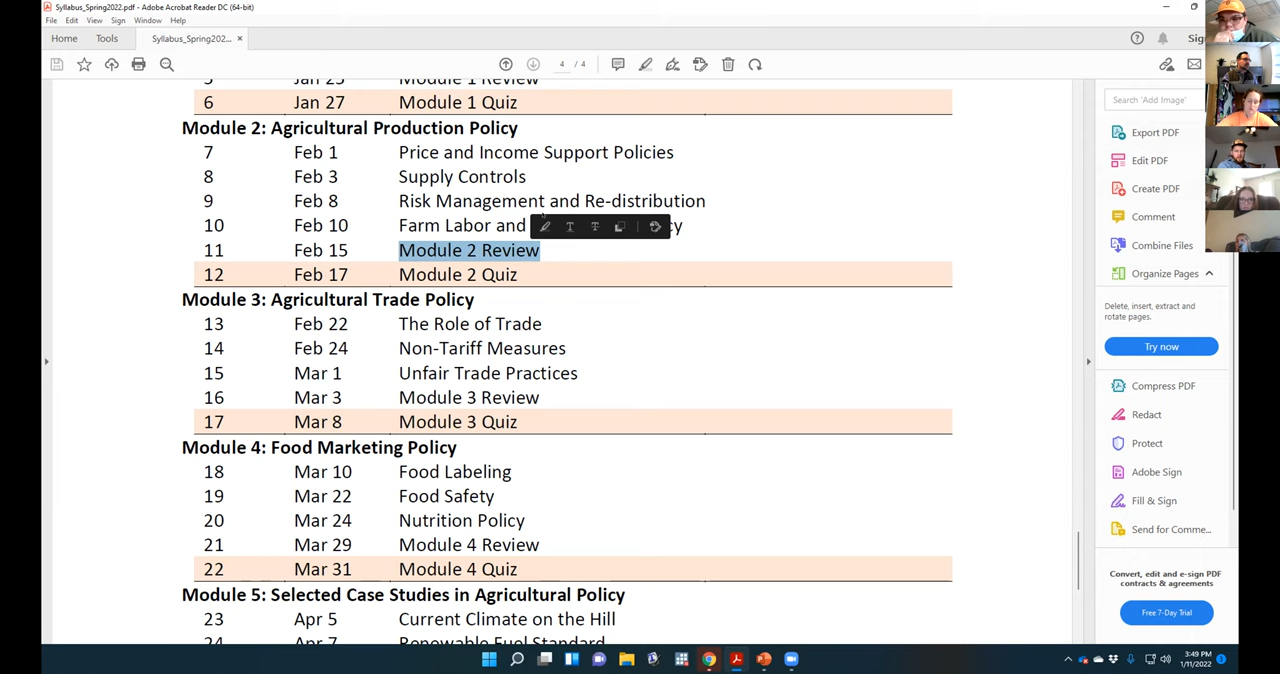 Syllabus_Spring2022.pdf - Adobe Acrobat Reader DC (64-bit)
File Edit View Sign Window Help
Home Tools Syllabus_Spring202... ×
4 / 4
Search 'Add Image'
6 Jan 27 Module 1 Quiz
Module 2: Agricultural Production Policy
7 Feb 1 Price and Income Support Policies
8 Feb 3 Supply Controls
9 Feb 8 Risk Management and Re-distribution
10 Feb 10 Farm Labor and
11 Feb 15 Module 2 Review
12 Feb 17 Module 2 Quiz
Module 3: Agricultural Trade Policy
13 Feb 22 The Role of Trade
14 Feb 24 Non-Tariff Measures
15 Mar 1 Unfair Trade Practices
16 Mar 3 Module 3 Review
17 Mar 8 Module 3 Quiz
Module 4: Food Marketing Policy
18 Mar 10 Food Labeling
19 Mar 22 Food Safety
20 Mar 24 Nutrition Policy
21 Mar 29 Module 4 Review
22 Mar 31 Module 4 Quiz
Module 5: Selected Case Studies in Agricultural Policy
23 Apr 5 Current Climate on the Hill
Export PDF
Edit PDF
Create PDF
Comment
Combine Files
Organize Pages
Delete, insert, extract and
rotate pages.
Try now
Compress PDF
Redact
Protect
Adobe Sign
Fill & Sign
Send for Comme...
Convert, edit and e-sign PDF
contracts & agreements
Free 7-Day Trial
3:49 PM
1/11/2022